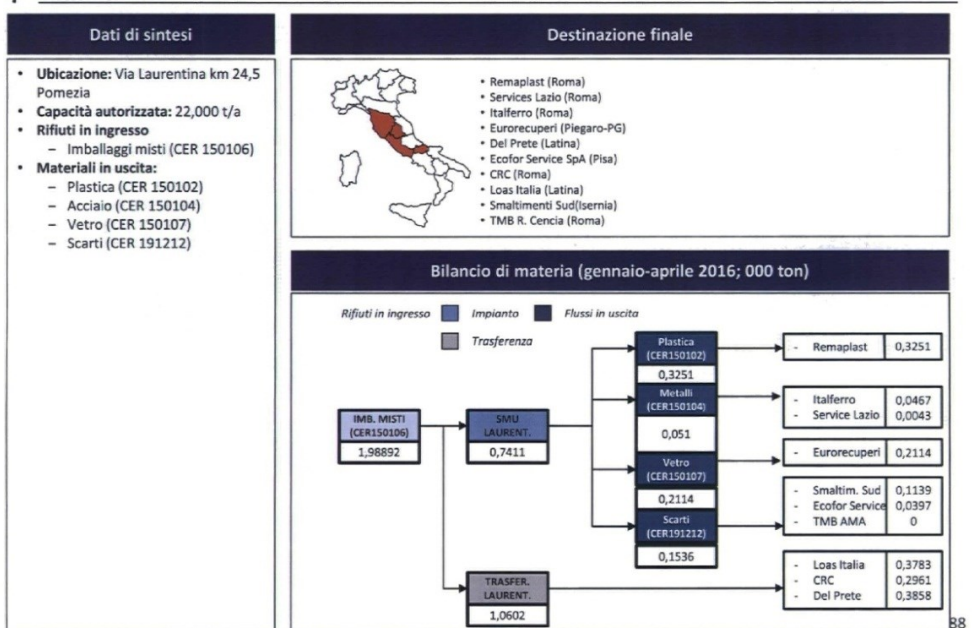 Dati di sintesi
• Ubicazione: Via Laurentina km 24,5
Pomezia
• Capacità autorizzata: 22,000 t/a
• Rifiuti in ingresso
– Imballaggi misti (CER 150106)
• Materiali in uscita:
– Plastica (CER 150102)
– Acciaio (CER 150104)
– Vetro (CER 150107)
– Scarti (CER 191212)
Destinazione finale
• Remaplast (Roma)
• Services Lazio (Roma)
• Italferro (Roma)
• Eurorecuperi (Piegaro-PG)
• Del Prete (Latina)
• Ecofor Service SpA (Pisa)
• CRC (Roma)
• Loas Italia (Latina)
• Smaltimenti Sud(Isernia)
• TMB R. Cencia (Roma)
Bilancio di materia (gennaio-aprile 2016; 000 ton)
Rifiuti in ingresso Impianto Flussi in uscita
Trasferenza
IMB. MISTI
(CER150106)
1,98892
SMU
LAURENT.
0,7411
TRASFER.
LAURENT.
1,0602
Plastica
(CER150102)
0,3251
Metalli
(CER150104)
0,051
Vetro
(CER150107)
0,2114
Scarti
(CER191212)
0,1536
- Remaplast 0,3251
- Italferro 0,0467
- Service Lazio 0,0043
- Eurorecuperi 0,2114
- Smaltim. Sud 0,1139
- Ecofor Service 0,0397
- TMB AMA 0
- Loas Italia 0,3783
- CRC 0,2961
- Del Prete 0,3858
88